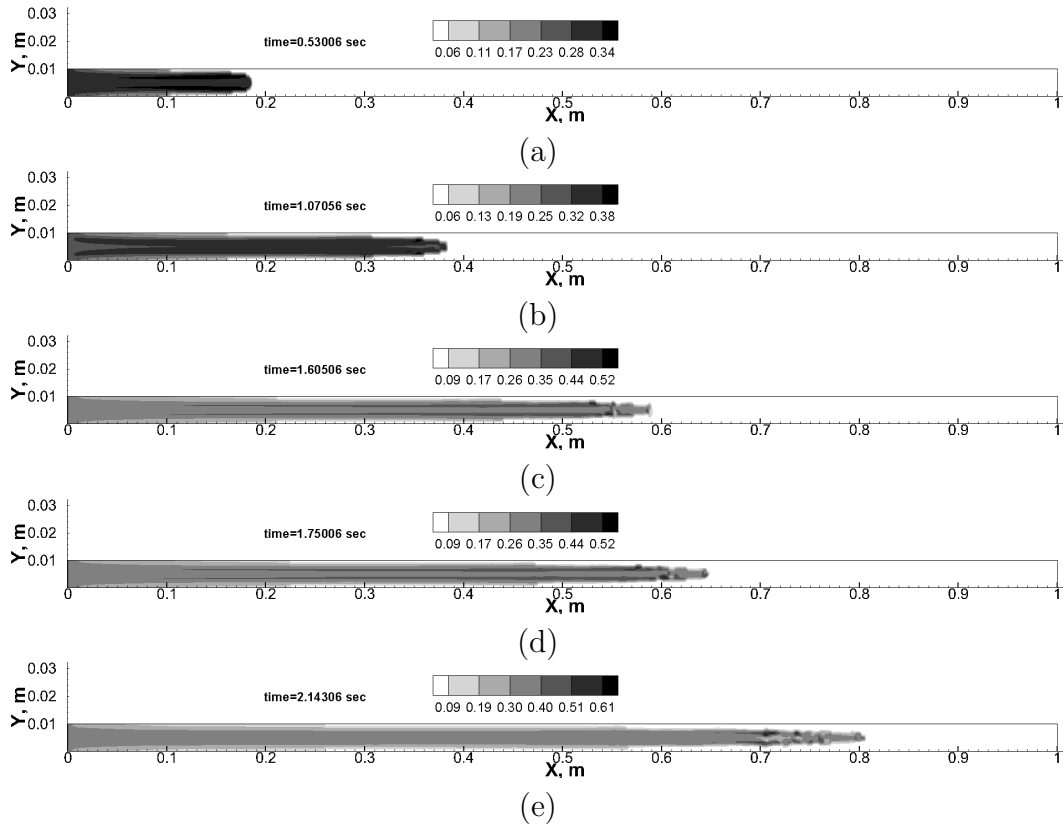 0.03
0.02
0.01
Y, m
time=0.53006 sec
0.06 0.11 0.17 0.23 0.28 0.34
0 0.1 0.2 0.3 0.4 0.5 0.6 0.7 0.8 0.9 1
X, m
(a)
0.03
0.02
0.01
Y, m
time=1.07056 sec
0.06 0.13 0.19 0.25 0.32 0.38
0 0.1 0.2 0.3 0.4 0.5 0.6 0.7 0.8 0.9 1
X, m
(b)
0.03
0.02
0.01
Y, m
time=1.60506 sec
0.09 0.17 0.26 0.35 0.44 0.52
0 0.1 0.2 0.3 0.4 0.5 0.6 0.7 0.8 0.9 1
X, m
(c)
0.03
0.02
0.01
Y, m
time=1.75006 sec
0.09 0.17 0.26 0.35 0.44 0.52
0 0.1 0.2 0.3 0.4 0.5 0.6 0.7 0.8 0.9 1
X, m
(d)
0.03
0.02
0.01
Y, m
time=2.14306 sec
0.09 0.19 0.30 0.40 0.51 0.61
0 0.1 0.2 0.3 0.4 0.5 0.6 0.7 0.8 0.9 1
X, m
(e)